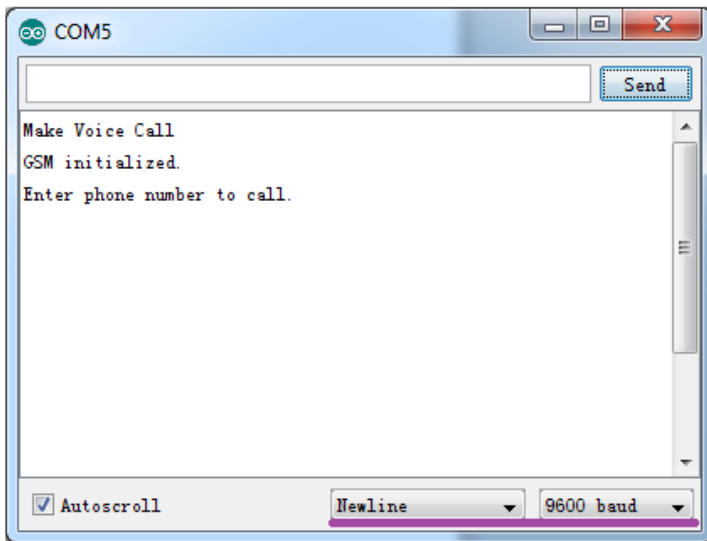 COM5
Send
Make Voice Call
GSM initialized.
Enter phone number to call.
Autoscroll
Newline
9600 baud